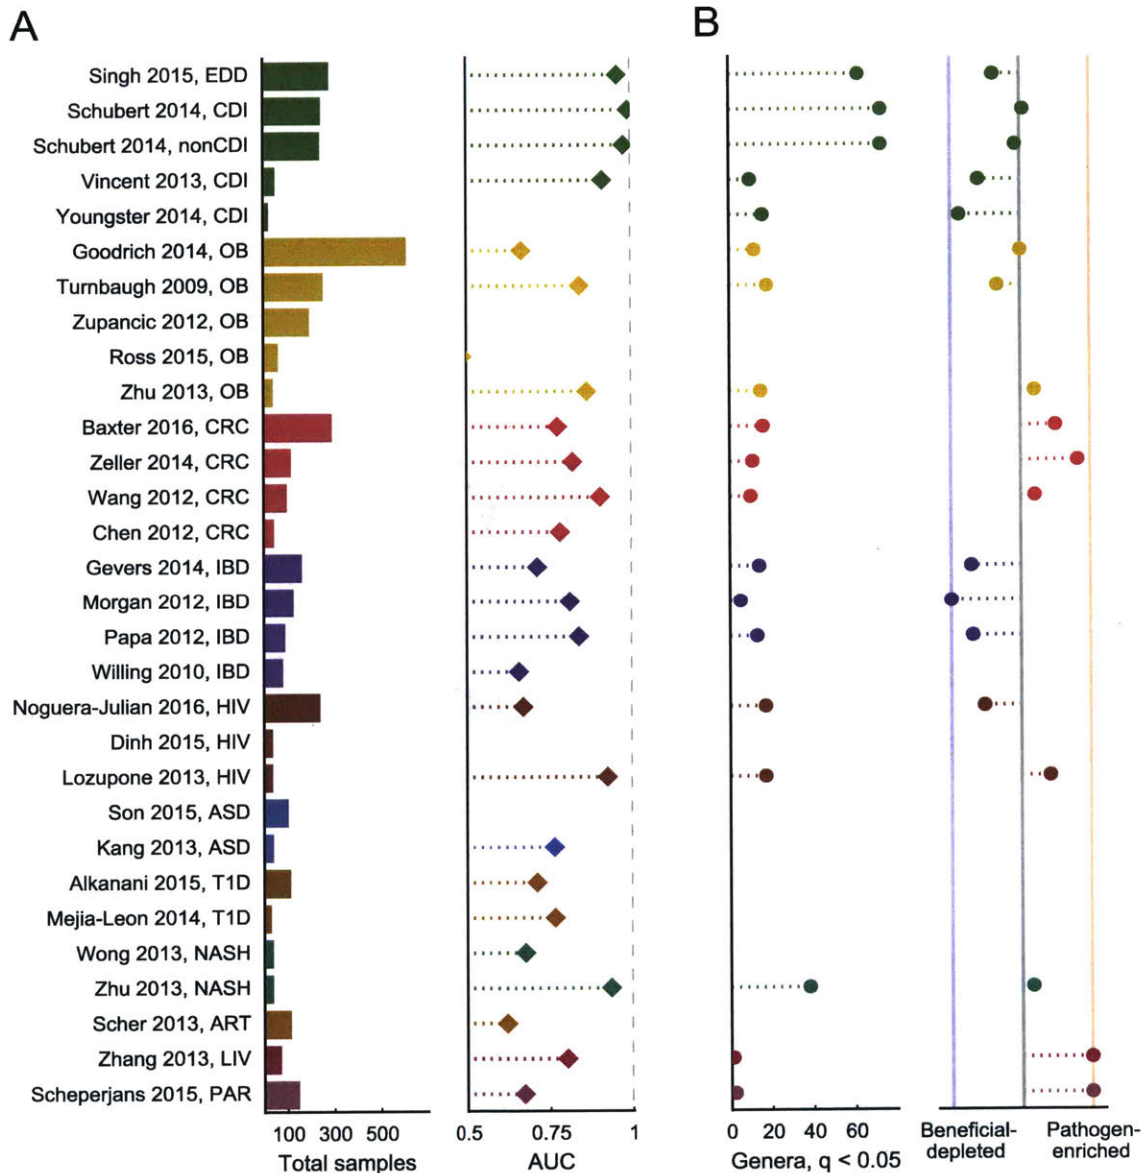 A
B
Singh 2015, EDD
Schubert 2014, CDI
Schubert 2014, nonCDI
Vincent 2013, CDI
Youngster 2014, CDI
Goodrich 2014, OB
Turnbaugh 2009, OB
Zupancic 2012, OB
Ross 2015, OB
Zhu 2013, OB
Baxter 2016, CRC
Zeller 2014, CRC
Wang 2012, CRC
Chen 2012, CRC
Gevers 2014, IBD
Morgan 2012, IBD
Papa 2012, IBD
Willing 2010, IBD
Noguera-Julian 2016, HIV
Dinh 2015, HIV
Lozupone 2013, HIV
Son 2015, ASD
Kang 2013, ASD
Alkanani 2015, T1D
Mejia-Leon 2014, T1D
Wong 2013, NASH
Zhu 2013, NASH
Scher 2013, ART
Zhang 2013, LIV
Scheperjans 2015, PAR
100 300 500
Total samples
0.5 0.75 1
AUC
0 20 40 60
Genera, q < 0.05
Beneficial-
depleted
Pathogen-
enriched